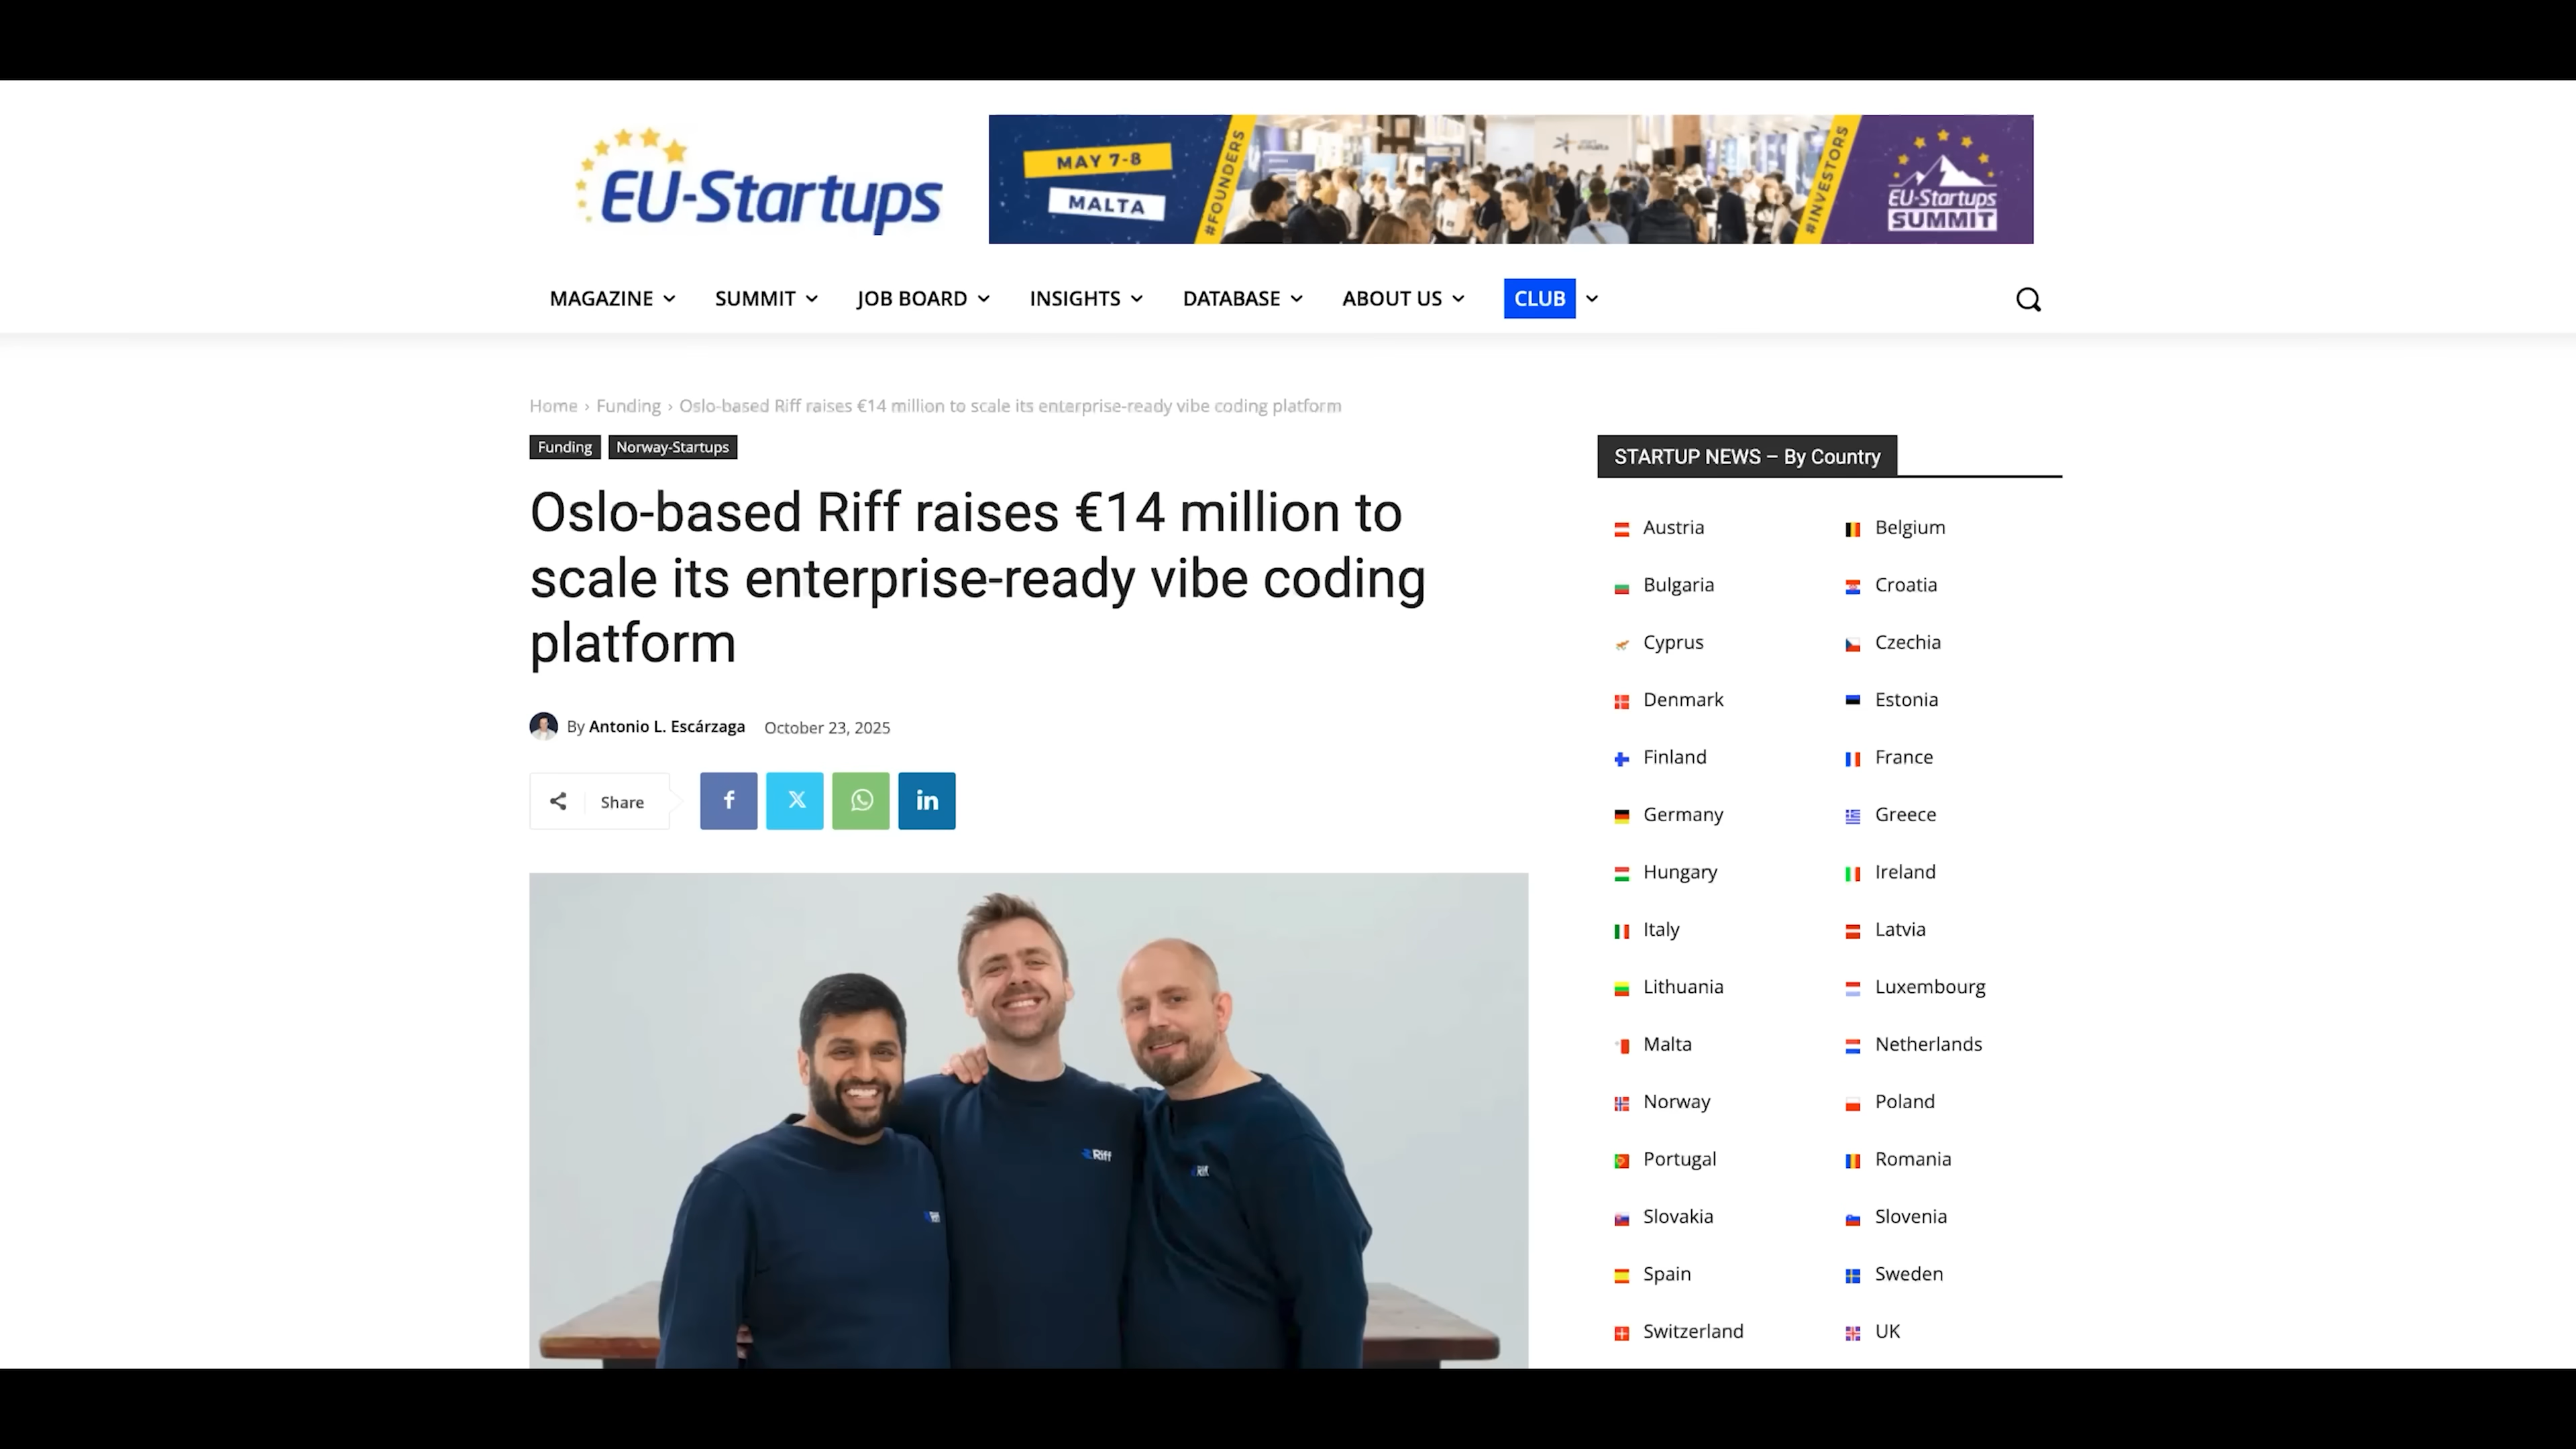 EU-Startups
MAY 7-8
MALTA
#FOUNDERS
#INVESTORS
EU-Startups
SUMMIT
MAGAZINE
SUMMIT
JOB BOARD
INSIGHTS
DATABASE
ABOUT US
CLUB
Home › Funding › Oslo-based Riff raises €14 million to scale its enterprise-ready vibe coding platform
Funding
Norway-Startups
Oslo-based Riff raises €14 million to
scale its enterprise-ready vibe coding
platform
By Antonio L. Escárzaga October 23, 2025
Share
Riff
STARTUP NEWS – By Country
Austria
Belgium
Bulgaria
Croatia
Cyprus
Czechia
Denmark
Estonia
Finland
France
Germany
Greece
Hungary
Ireland
Italy
Latvia
Lithuania
Luxembourg
Malta
Netherlands
Norway
Poland
Portugal
Romania
Slovakia
Slovenia
Spain
Sweden
Switzerland
UK